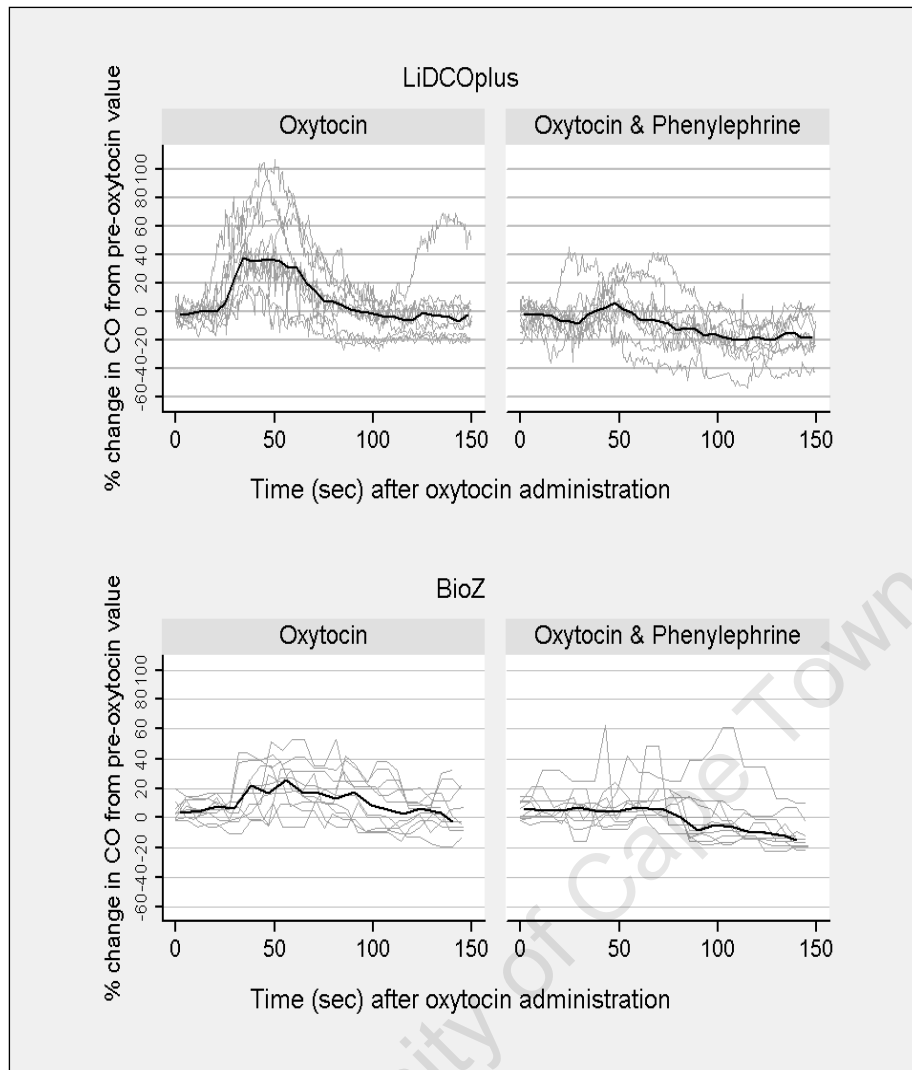 LiDCOplus
Oxytocin
Oxytocin & Phenylephrine
% change in CO from pre-oxytocin value
-60 -40 -20 0 20 40 60 80 100
0 50 100 150
0 50 100 150
Time (sec) after oxytocin administration
BioZ
Oxytocin
Oxytocin & Phenylephrine
% change in CO from pre-oxytocin value
-60 -40 -20 0 20 40 60 80 100
0 50 100 150
0 50 100 150
Time (sec) after oxytocin administration
ity of Cape Town